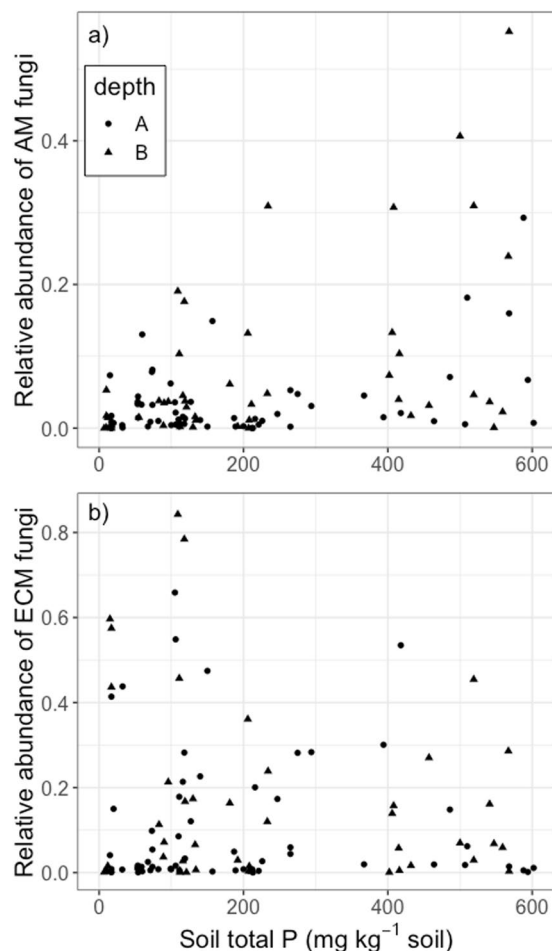 a)
depth
A
B
Relative abundance of AM fungi
0.4
0.2
0.0
0
200
400
600
b)
Relative abundance of ECM fungi
0.8
0.6
0.4
0.2
0.0
0
200
400
600
Soil total P (mg kg⁻¹ soil)